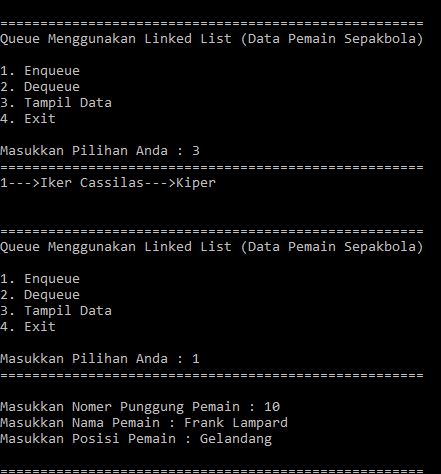 =====================================================
Queue Menggunakan Linked List (Data Pemain Sepakbola)
1. Enqueue
2. Dequeue
3. Tampil Data
4. Exit
Masukkan Pilihan Anda : 3
=====================================================
1--->Iker Cassilas--->Kiper
=====================================================
Queue Menggunakan Linked List (Data Pemain Sepakbola)
1. Enqueue
2. Dequeue
3. Tampil Data
4. Exit
Masukkan Pilihan Anda : 1
=====================================================
Masukkan Nomer Punggung Pemain : 10
Masukkan Nama Pemain : Frank Lampard
Masukkan Posisi Pemain : Gelandang
=====================================================